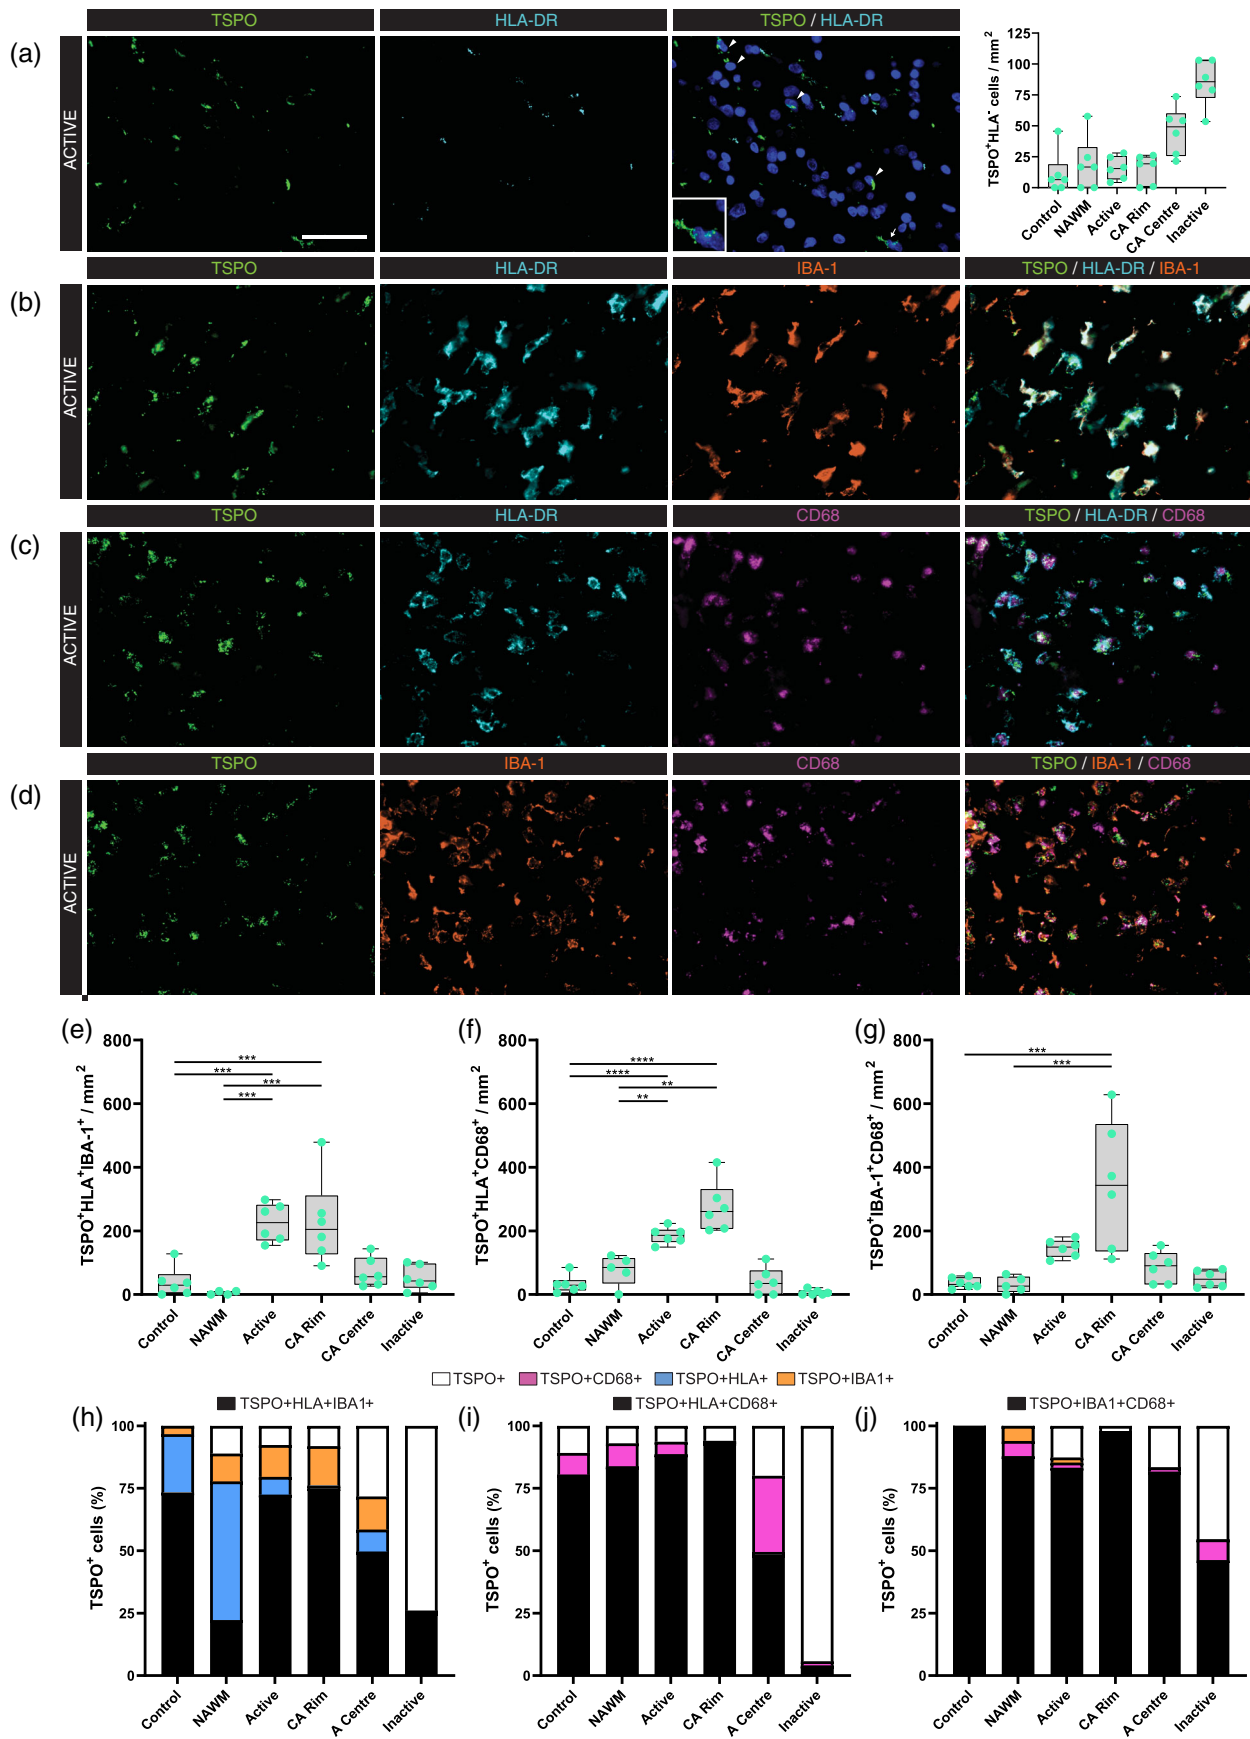 TSPO HLA-DR TSPO / HLA-DR
(a)
ACTIVE
TSPO⁺HLA⁻ cells / mm²
125
100
75
50
25
0
Control NAWM Active CA Rim CA Centre Inactive
TSPO HLA-DR IBA-1 TSPO / HLA-DR / IBA-1
(b)
ACTIVE
TSPO HLA-DR CD68 TSPO / HLA-DR / CD68
(c)
ACTIVE
TSPO IBA-1 CD68 TSPO / IBA-1 / CD68
(d)
ACTIVE
(e)
TSPO⁺HLA⁺IBA-1⁺ / mm²
800
600
400
200
0
***
***
***
***
Control NAWM Active CA Rim CA Centre Inactive
(f)
TSPO⁺HLA⁺CD68⁺ / mm²
800
600
400
200
0
****
****
**
**
Control NAWM Active CA Rim CA Centre Inactive
(g)
TSPO⁺IBA-1⁺CD68⁺ / mm²
800
600
400
200
0
***
***
Control NAWM Active CA Rim CA Centre Inactive
TSPO+ TSPO+CD68+ TSPO+HLA+ TSPO+IBA1+
(h)
TSPO+HLA+IBA1+
TSPO⁺ cells (%)
100
75
50
25
0
Control NAWM Active CA Rim A Centre Inactive
(i)
TSPO+HLA+CD68+
TSPO⁺ cells (%)
100
75
50
25
0
Control NAWM Active CA Rim A Centre Inactive
(j)
TSPO+IBA1+CD68+
TSPO⁺ cells (%)
100
75
50
25
0
Control NAWM Active CA Rim A Centre Inactive